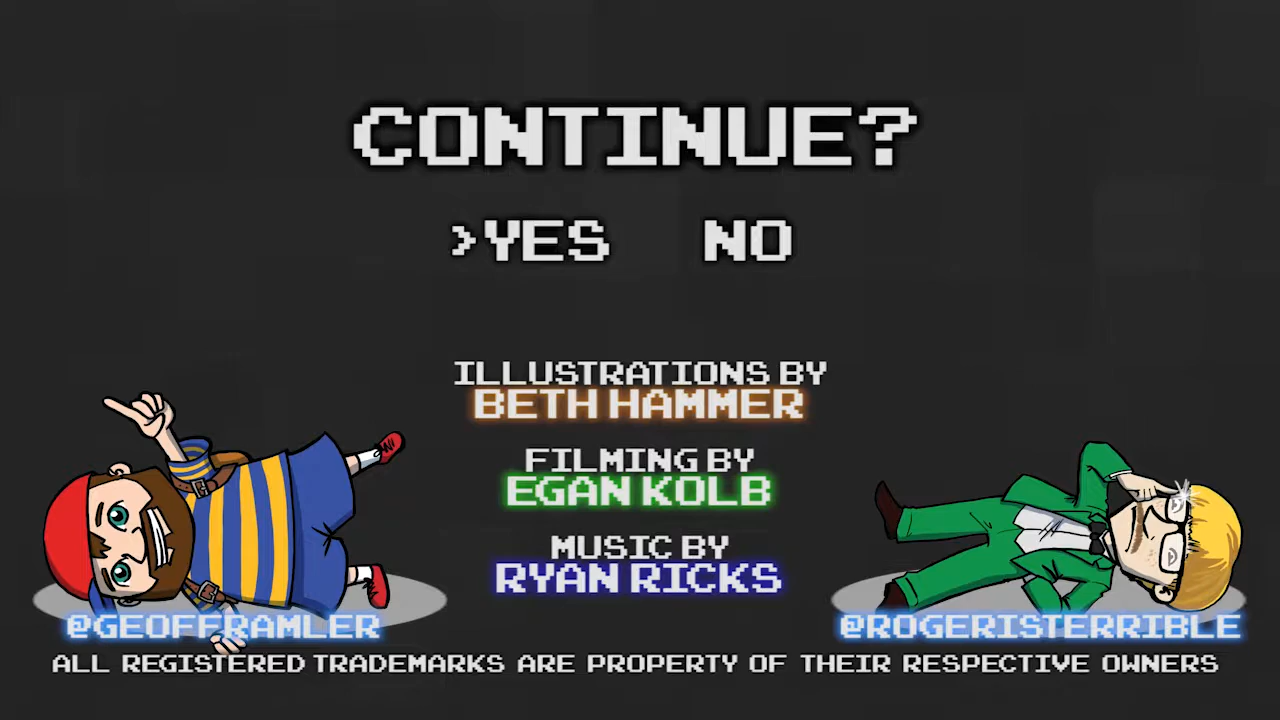 CONTINUE?
>YES NO
ILLUSTRATIONS BY
BETH HAMMER
FILMING BY
EGAN KOLB
MUSIC BY
RYAN RICKS
@GEOFFRAMLER
@ROGERISTERRIBLE
ALL REGISTERED TRADEMARKS ARE PROPERTY OF THEIR RESPECTIVE OWNERS